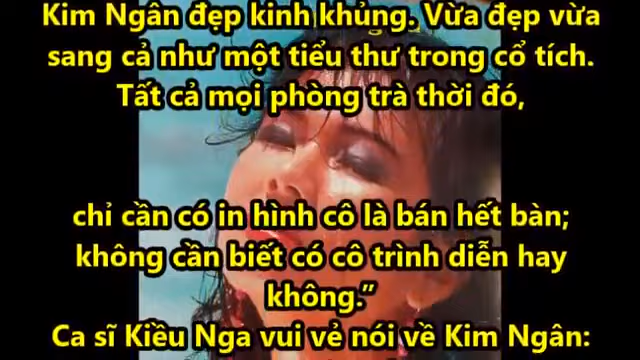 Kim Ngân đẹp kinh khủng. Vừa đẹp vừa
sang cả như một tiểu thư trong cổ tích.
Tất cả mọi phòng trà thời đó,
chỉ cần có in hình cô là bán hết bàn;
không cần biết có cô trình diễn hay
không.”
Ca sĩ Kiều Nga vui vẻ nói về Kim Ngân: